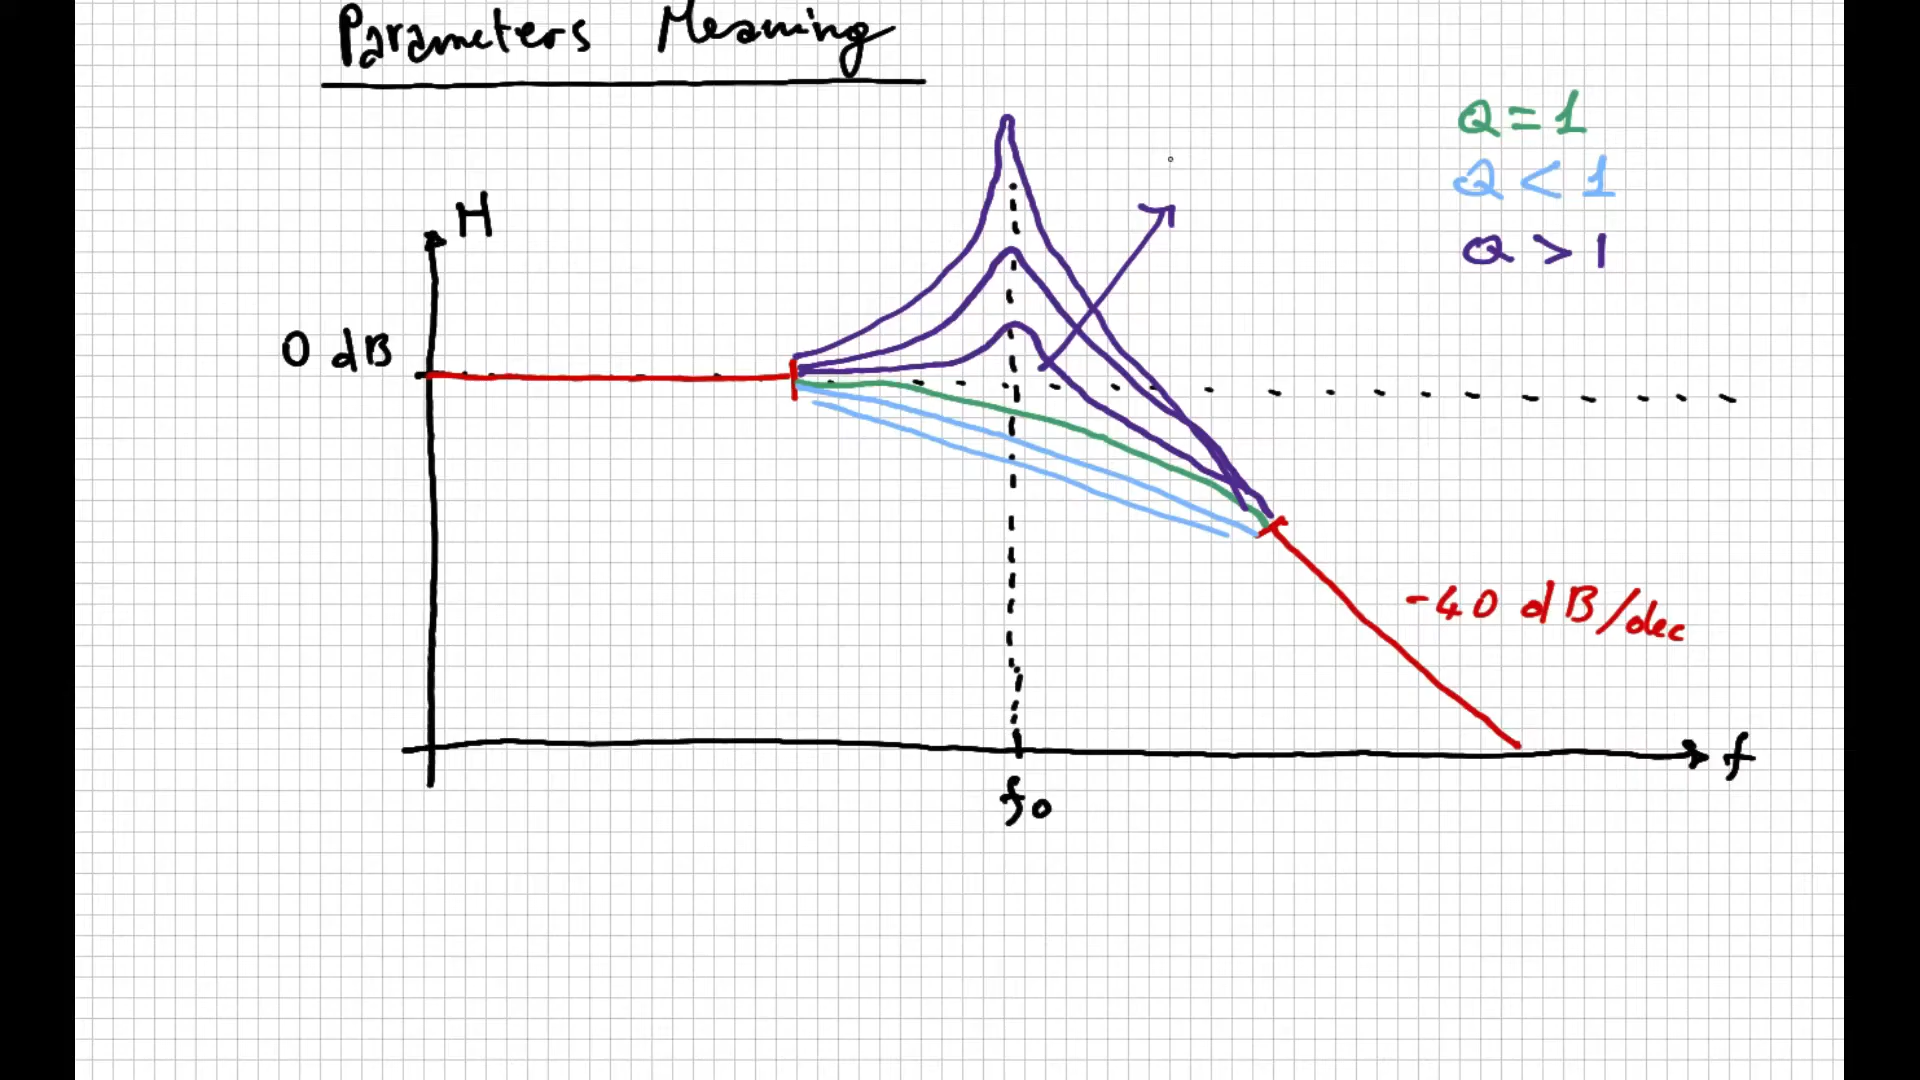 Parameters Meaning
Q = 1
Q < 1
Q > 1
H
0 dB
-40 dB/dec
f
f0